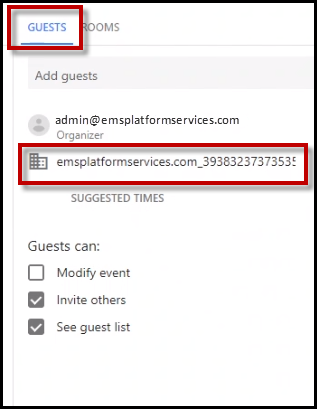 GUESTS ROOMS
Add guests
admin@emsplatformservices.com
Organizer
emsplatformservices.com_3938323737353
SUGGESTED TIMES
Guests can:
Modify event
Invite others
See guest list